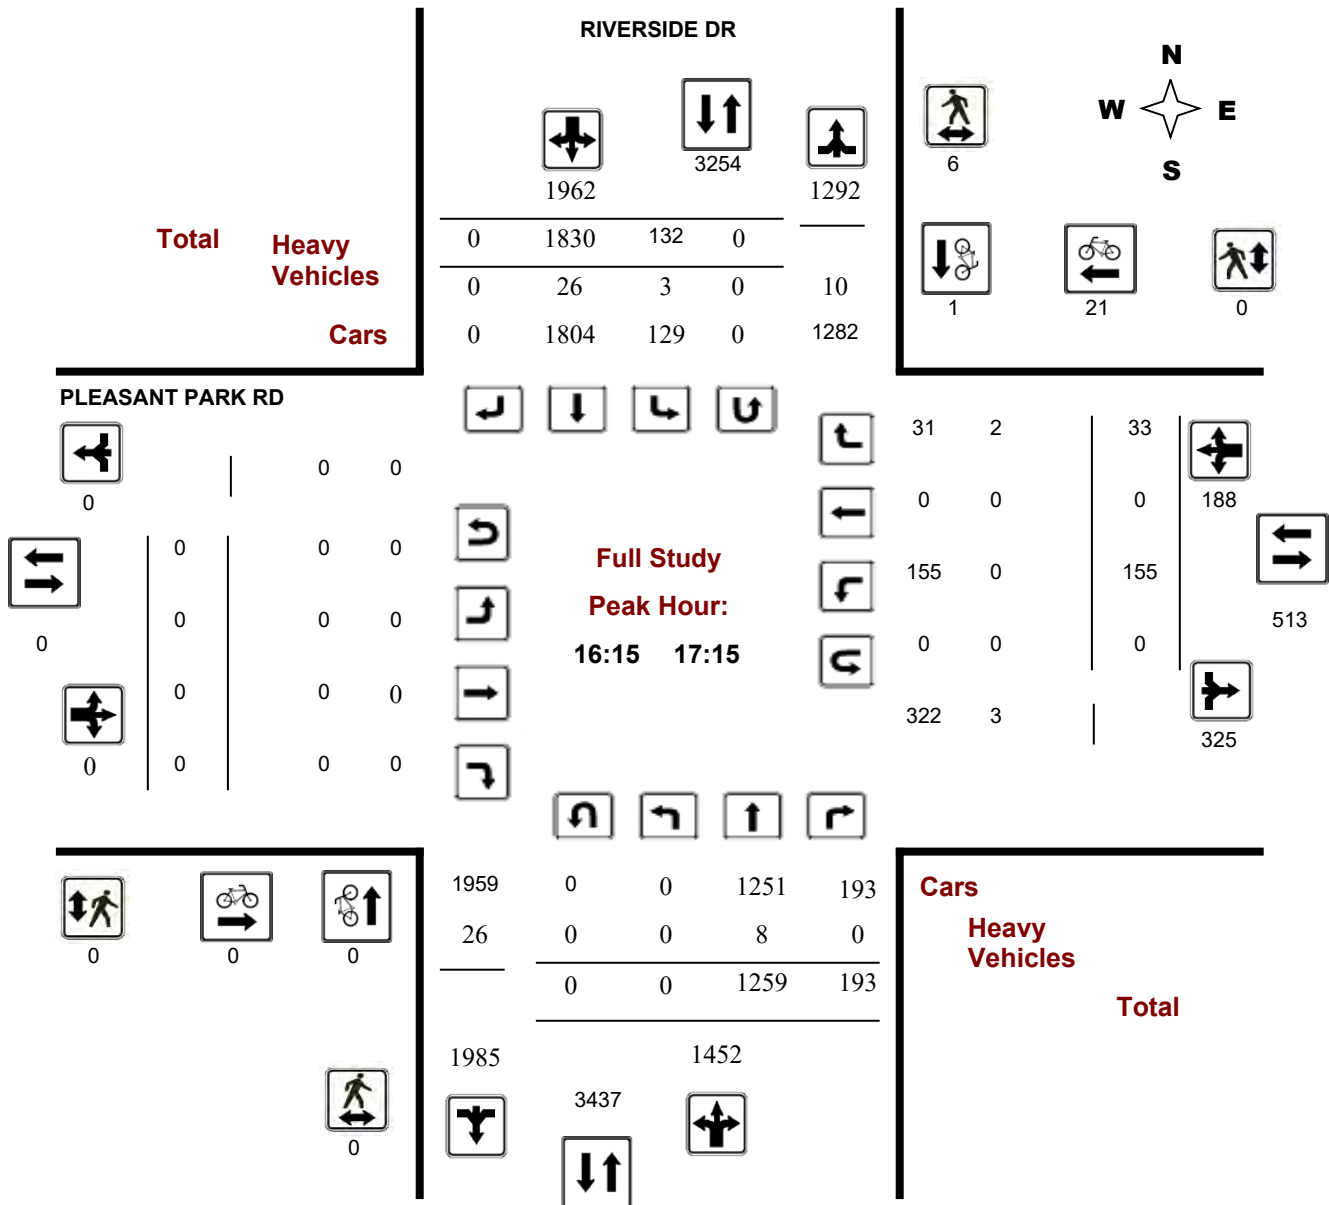 RIVERSIDE DR
N
W E
S
3254
6
1962
1292
Total
Heavy
Vehicles
Cars
0 1830 132 0
0 26 3 0 10
0 1804 129 0 1282
1 21 0
PLEASANT PARK RD
0 0
0
0 0 0
0 0 0
0
0 0 0
0
0 0 0
Full Study
Peak Hour:
16:15 17:15
31 2 33
0 0 0
188
155 0 155
513
0 0 0
322 3
325
0 0 0
0
1959 0 0 1251 193
26 0 0 8 0
0 0 1259 193
1985
1452
3437
Cars
Heavy
Vehicles
Total